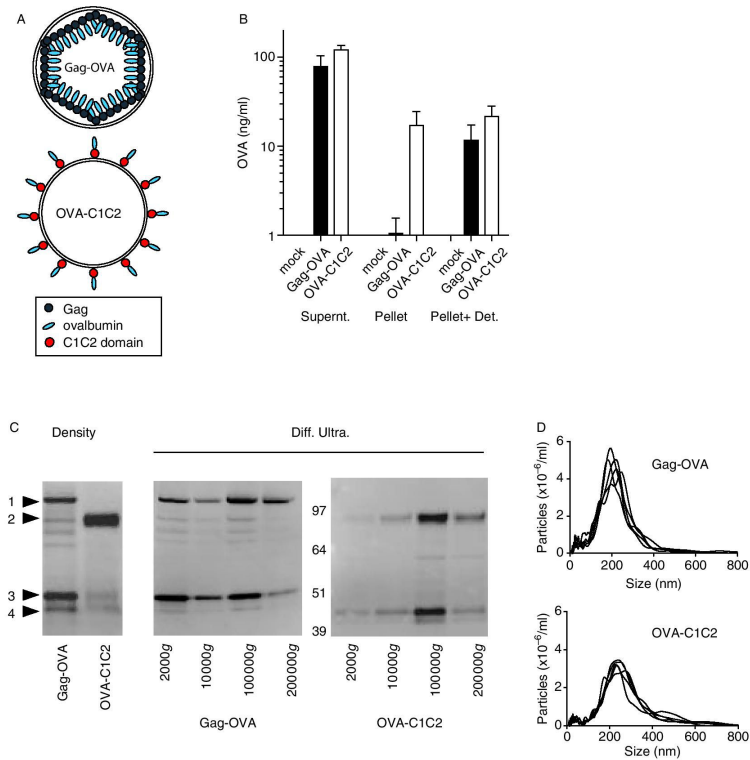 A
Gag-OVA
OVA-C1C2
Gag
ovalbumin
C1C2 domain
B
OVA (ng/ml)
100
10
1
mock
Gag-OVA
OVA-C1C2
mock
Gag-OVA
OVA-C1C2
mock
Gag-OVA
OVA-C1C2
Supernt.
Pellet
Pellet+ Det.
C
Density
Diff. Ultra.
1
2
3
4
97
64
51
39
Gag-OVA
OVA-C1C2
2000g
10000g
100000g
200000g
2000g
10000g
100000g
200000g
Gag-OVA
OVA-C1C2
D
Particles (x10⁻⁶/ml)
6
4
2
0
Gag-OVA
0 200 400 600 800
Size (nm)
Particles (x10⁻⁶/ml)
6
4
2
0
OVA-C1C2
0 200 400 600 800
Size (nm)